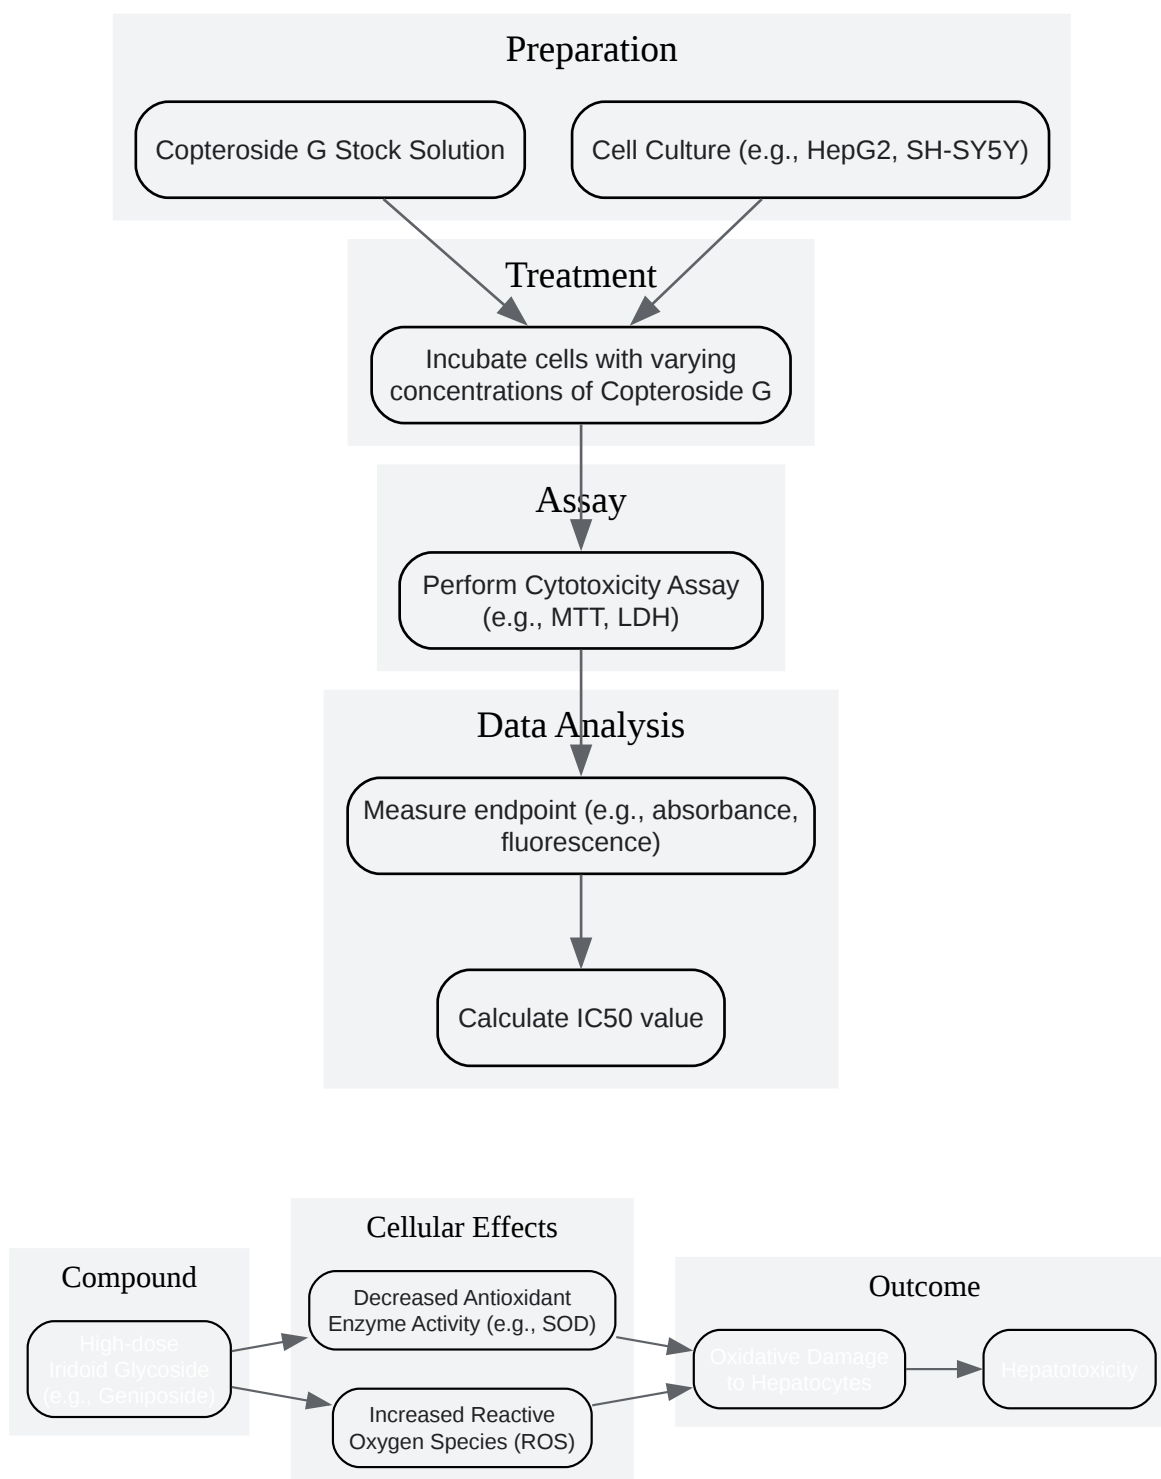 Preparation
Copteroside G Stock Solution
Cell Culture (e.g., HepG2, SH-SY5Y)
Treatment
Incubate cells with varying
concentrations of Copteroside G
Assay
Perform Cytotoxicity Assay
(e.g., MTT, LDH)
Data Analysis
Measure endpoint (e.g., absorbance,
fluorescence)
Calculate IC50 value
Compound
High-dose
Iridoid Glycoside
(e.g., Geniposide)
Cellular Effects
Decreased Antioxidant
Enzyme Activity (e.g., SOD)
Increased Reactive
Oxygen Species (ROS)
Outcome
Oxidative Damage
to Hepatocytes
Hepatotoxicity